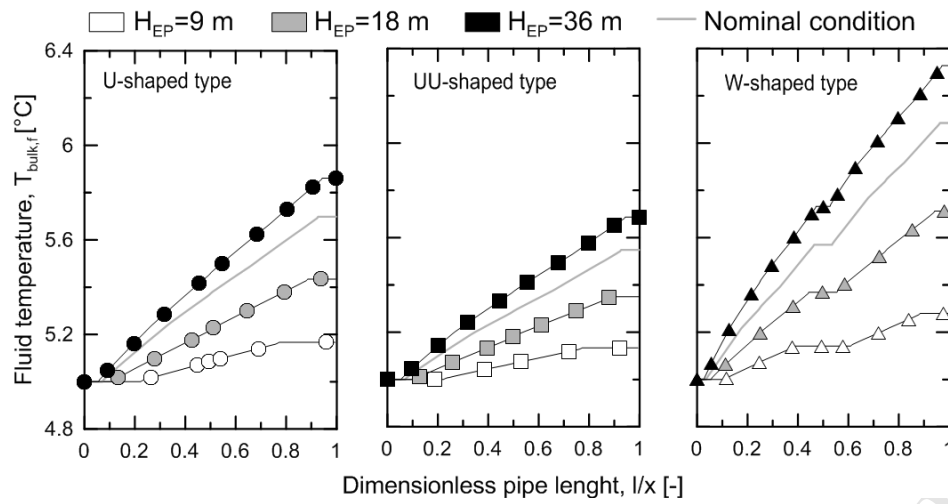 H_EP=9 m H_EP=18 m H_EP=36 m Nominal condition
U-shaped type UU-shaped type W-shaped type
Fluid temperature, T_bulk,f [°C]
6.4
6
5.6
5.2
4.8
0 0.2 0.4 0.6 0.8 1 0 0.2 0.4 0.6 0.8 1 0 0.2 0.4 0.6 0.8 1
Dimensionless pipe lenght, l/x [-]